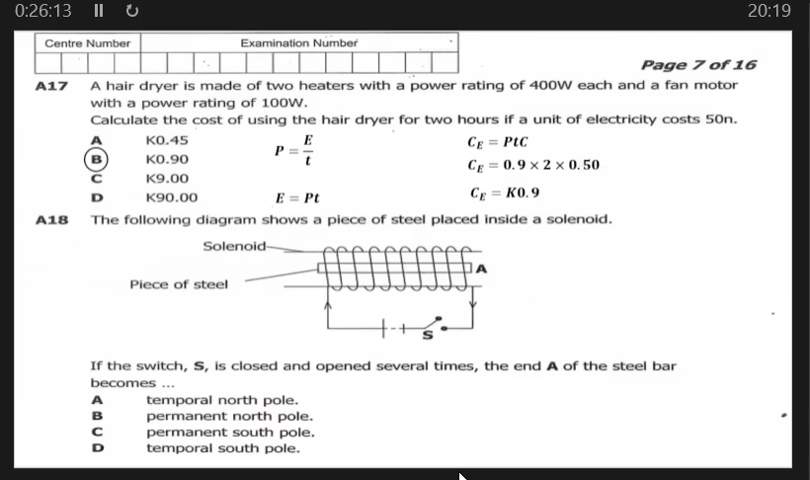 0:26:13
20:19
Centre Number Examination Number
Page 7 of 16
A17 A hair dryer is made of two heaters with a power rating of 400W each and a fan motor
with a power rating of 100W.
Calculate the cost of using the hair dryer for two hours if a unit of electricity costs 50n.
A K0.45
B K0.90
C K9.00
D K90.00
P = E/t
E = Pt
C_E = PtC
C_E = 0.9 × 2 × 0.50
C_E = K0.9
A18 The following diagram shows a piece of steel placed inside a solenoid.
Solenoid
A
Piece of steel
S
If the switch, S, is closed and opened several times, the end A of the steel bar
becomes ...
A temporal north pole.
B permanent north pole.
C permanent south pole.
D temporal south pole.